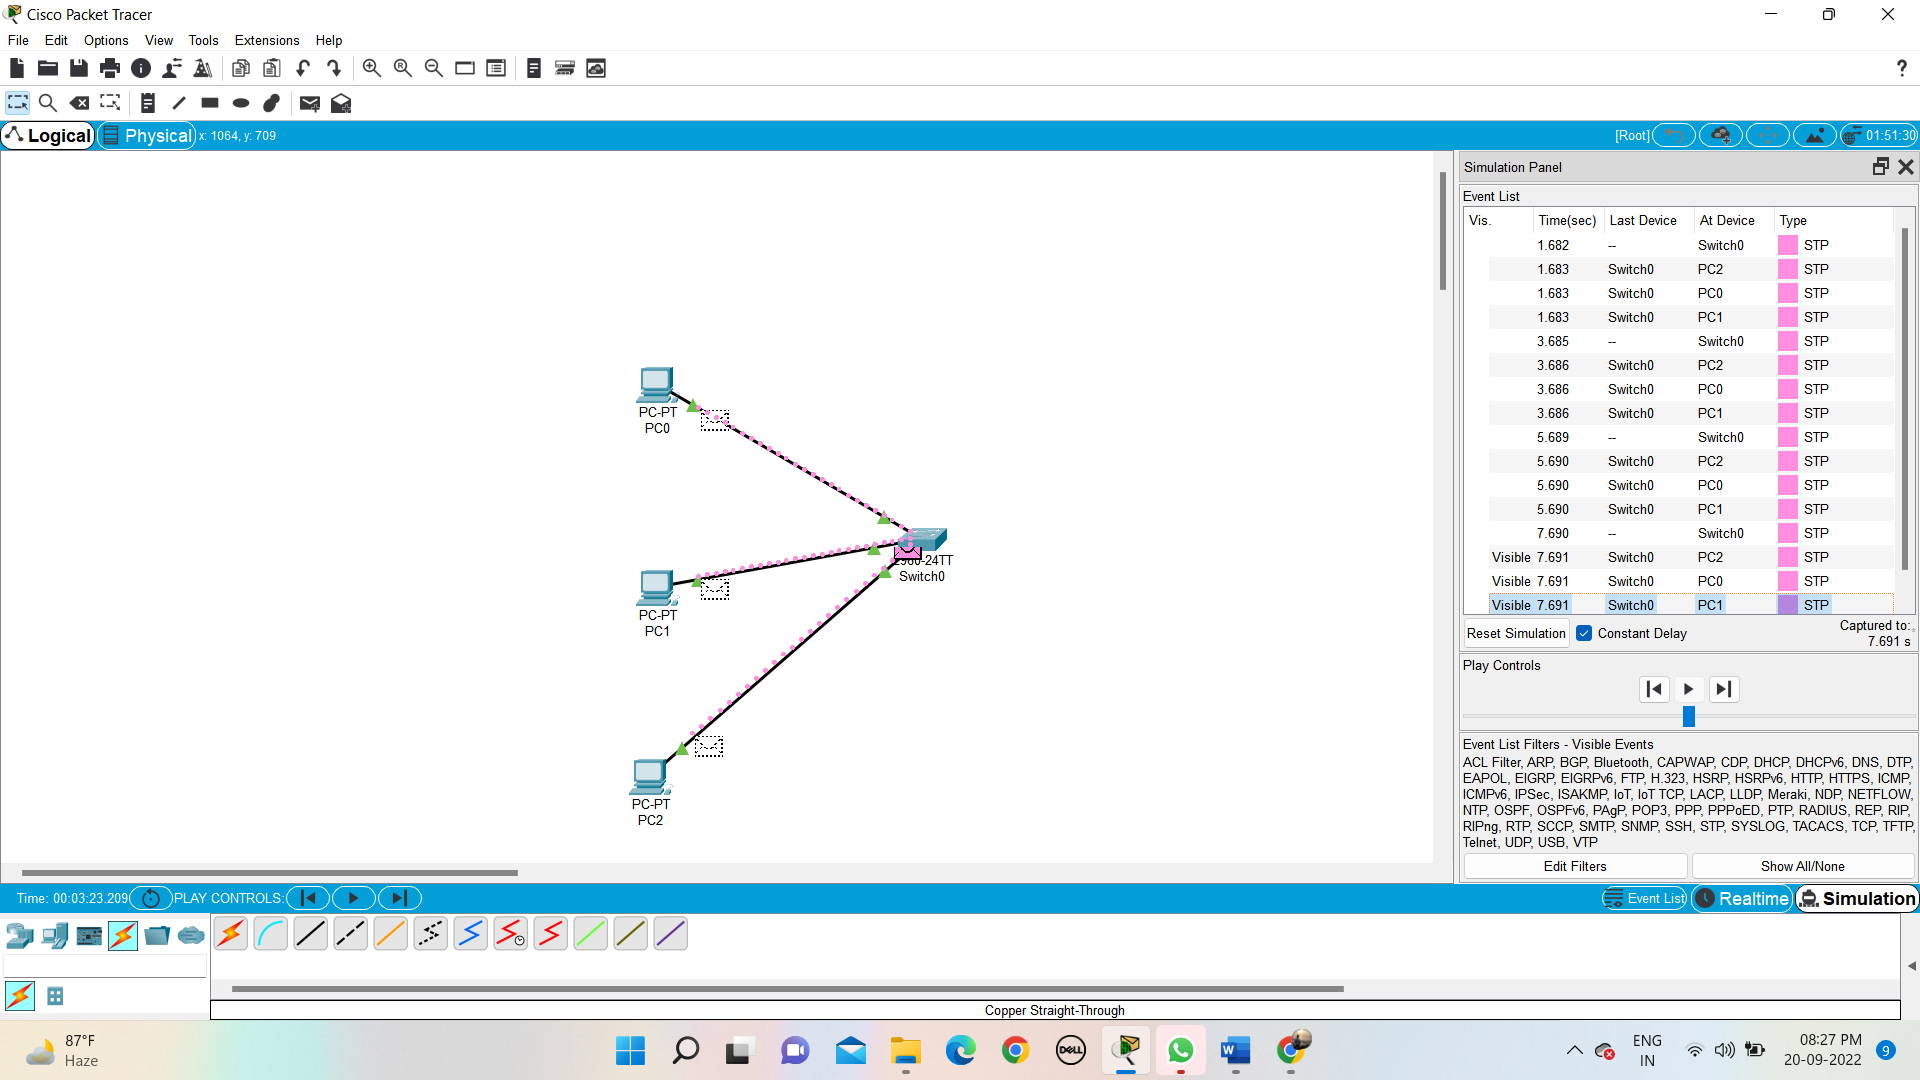 Cisco Packet Tracer
File Edit Options View Tools Extensions Help
?
Logical Physical x: 1064, y: 709 [Root] 01:51:30
PC-PT
PC0
PC-PT
PC1
PC-PT
PC2
2960-24TT
Switch0
Simulation Panel
Event List
Vis. Time(sec) Last Device At Device Type
1.682 -- Switch0 STP
1.683 Switch0 PC2 STP
1.683 Switch0 PC0 STP
1.683 Switch0 PC1 STP
3.685 -- Switch0 STP
3.686 Switch0 PC2 STP
3.686 Switch0 PC0 STP
3.686 Switch0 PC1 STP
5.689 -- Switch0 STP
5.690 Switch0 PC2 STP
5.690 Switch0 PC0 STP
5.690 Switch0 PC1 STP
7.690 -- Switch0 STP
Visible 7.691 Switch0 PC2 STP
Visible 7.691 Switch0 PC0 STP
Visible 7.691 Switch0 PC1 STP
Reset Simulation Constant Delay Captured to:
7.691 s
Play Controls
Event List Filters - Visible Events
ACL Filter, ARP, BGP, Bluetooth, CAPWAP, CDP, DHCP, DHCPv6, DNS, DTP,
EAPOL, EIGRP, EIGRPv6, FTP, H.323, HSRP, HSRPv6, HTTP, HTTPS, ICMP,
ICMPv6, IPSec, ISAKMP, IoT, IoT TCP, LACP, LLDP, Meraki, NDP, NETFLOW,
NTP, OSPF, OSPFv6, PAgP, POP3, PPP, PPPoED, PTP, RADIUS, REP, RIP,
RIPng, RTP, SCCP, SMTP, SNMP, SSH, STP, SYSLOG, TACACS, TCP, TFTP,
Telnet, UDP, USB, VTP
Edit Filters Show All/None
Time: 00:03:23.209 PLAY CONTROLS: Event List Realtime Simulation
Copper Straight-Through
87°F
Haze
DELL
ENG
IN
08:27 PM
20-09-2022
9